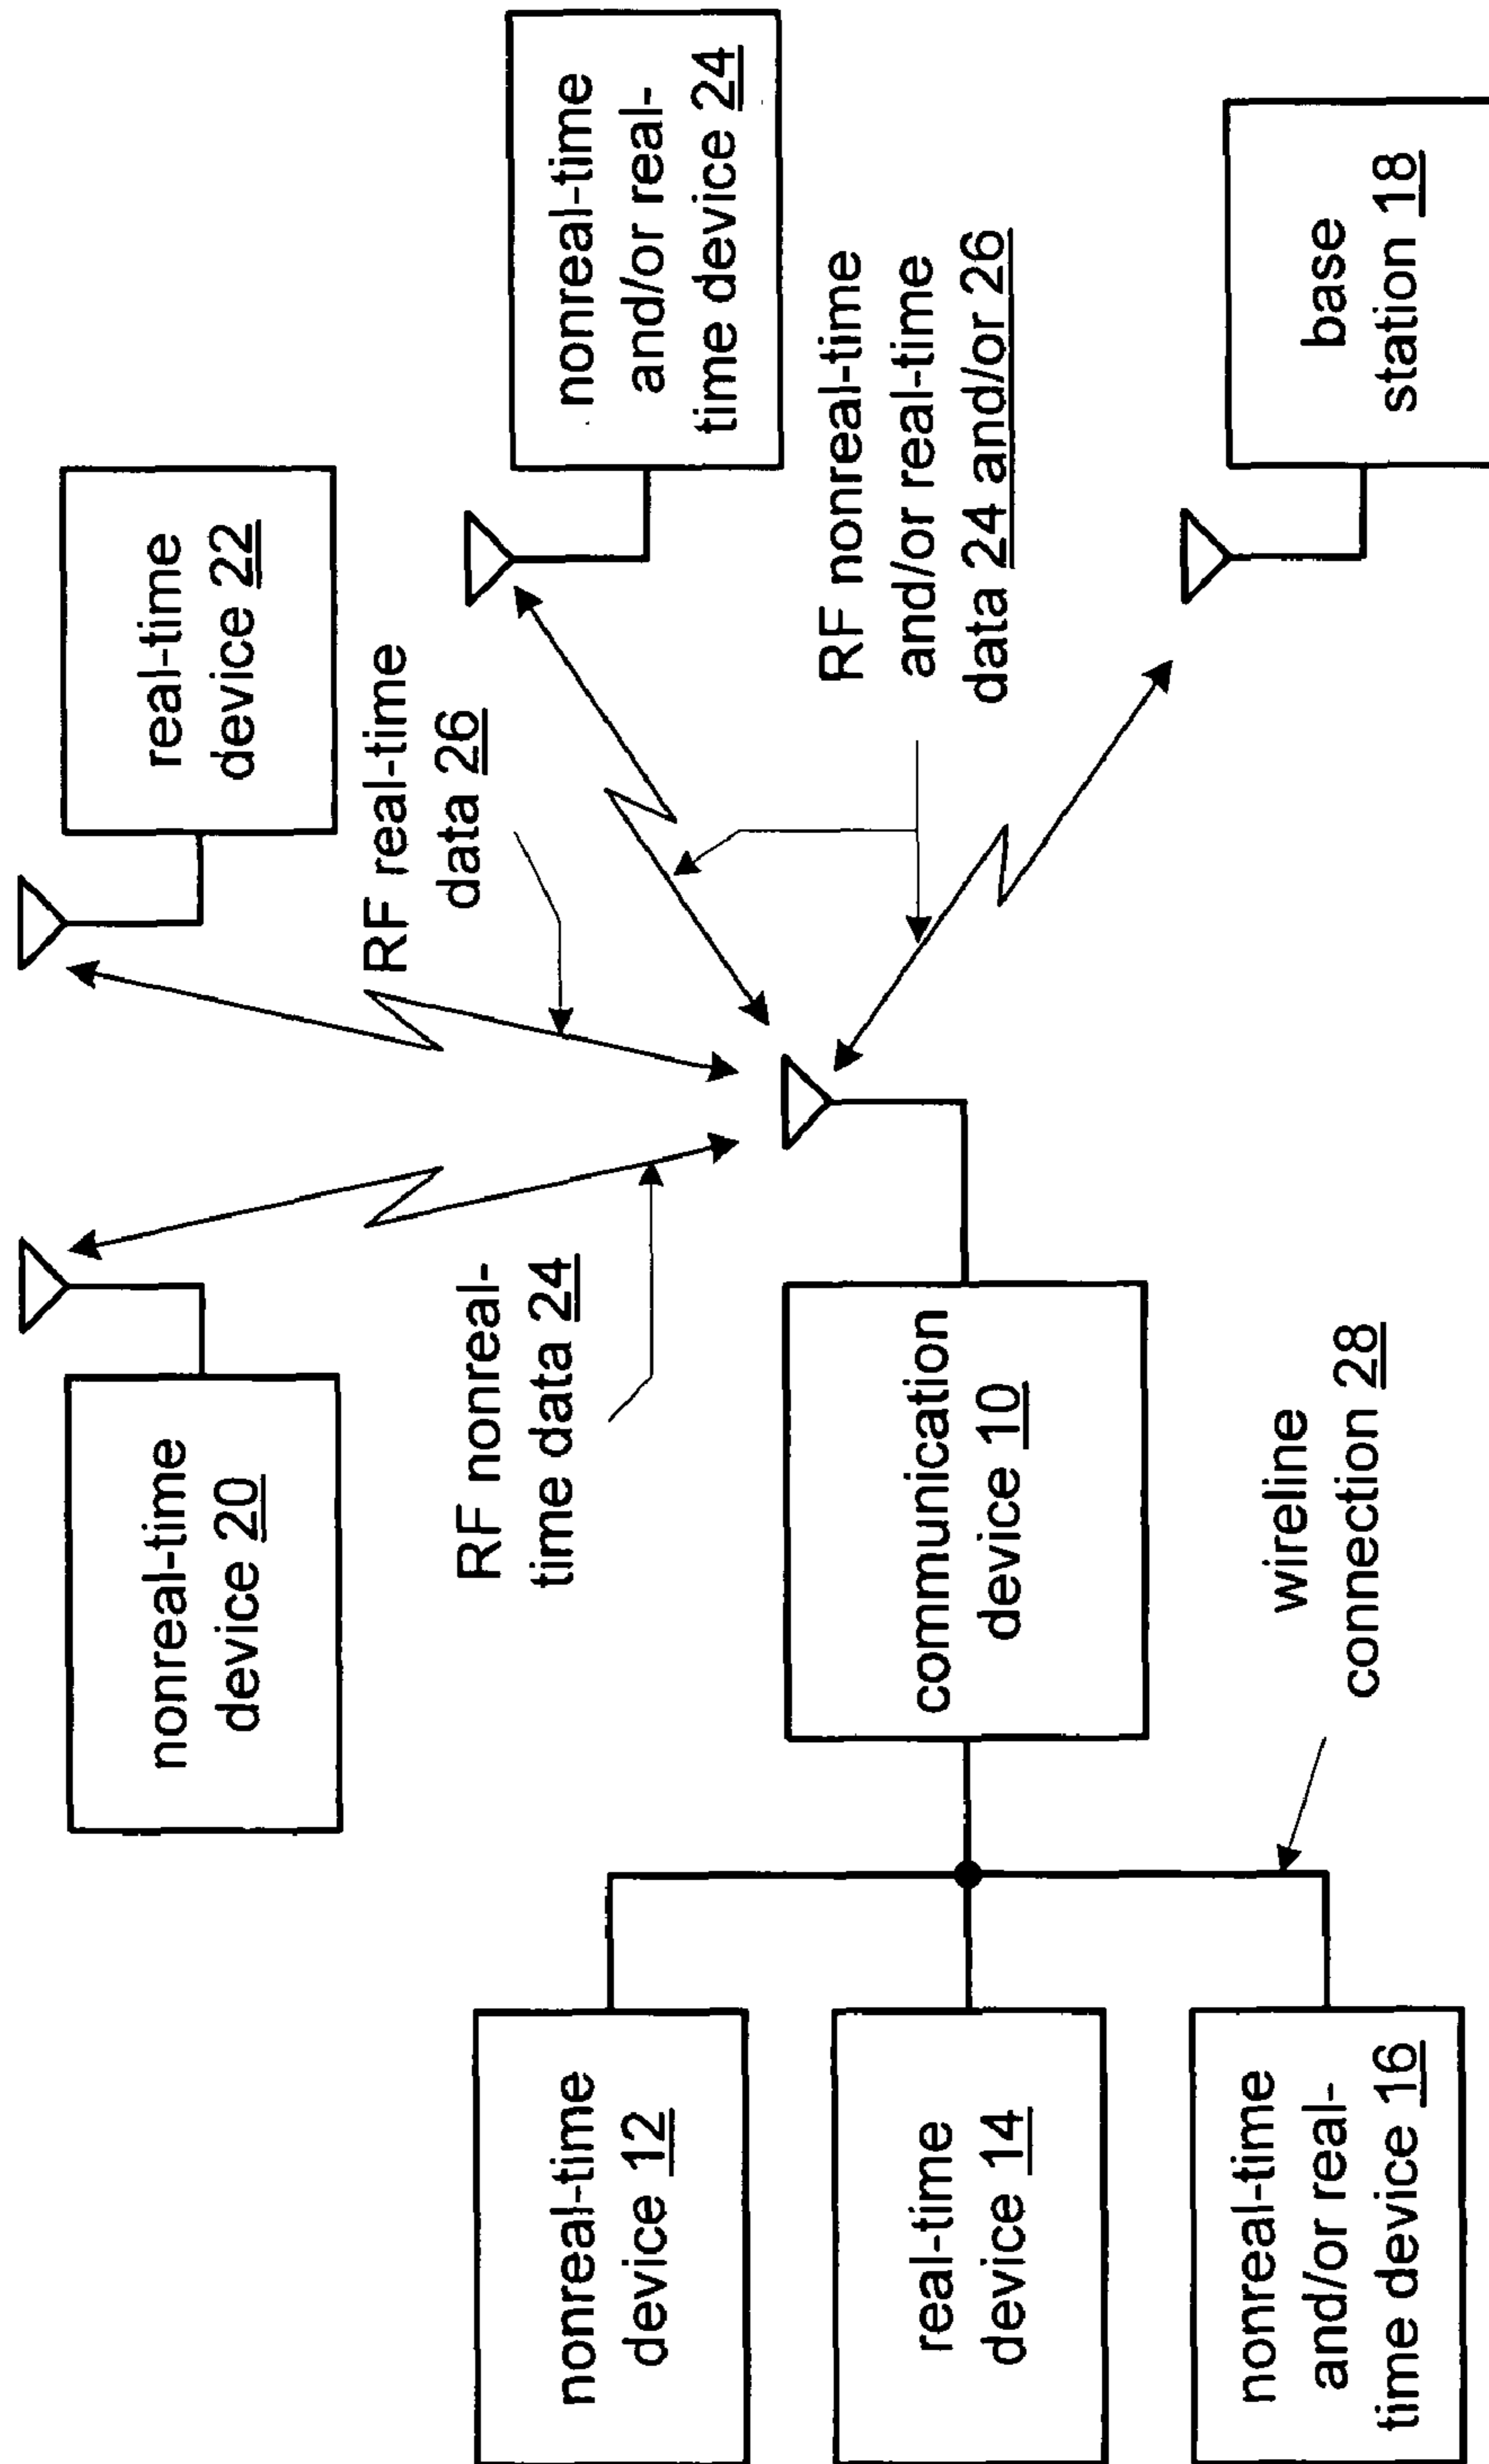 nonreal-time
device 20
real-time
device 22
RF real-time
data 26
RF nonreal-
time data 24
nonreal-time
and/or real-
time device 24
nonreal-time
device 12
communication
device 10
RF nonreal-time
and/or real-time
data 24 and/or 26
real-time
device 14
wireline
connection 28
nonreal-time
and/or real-
time device 16
base
station 18